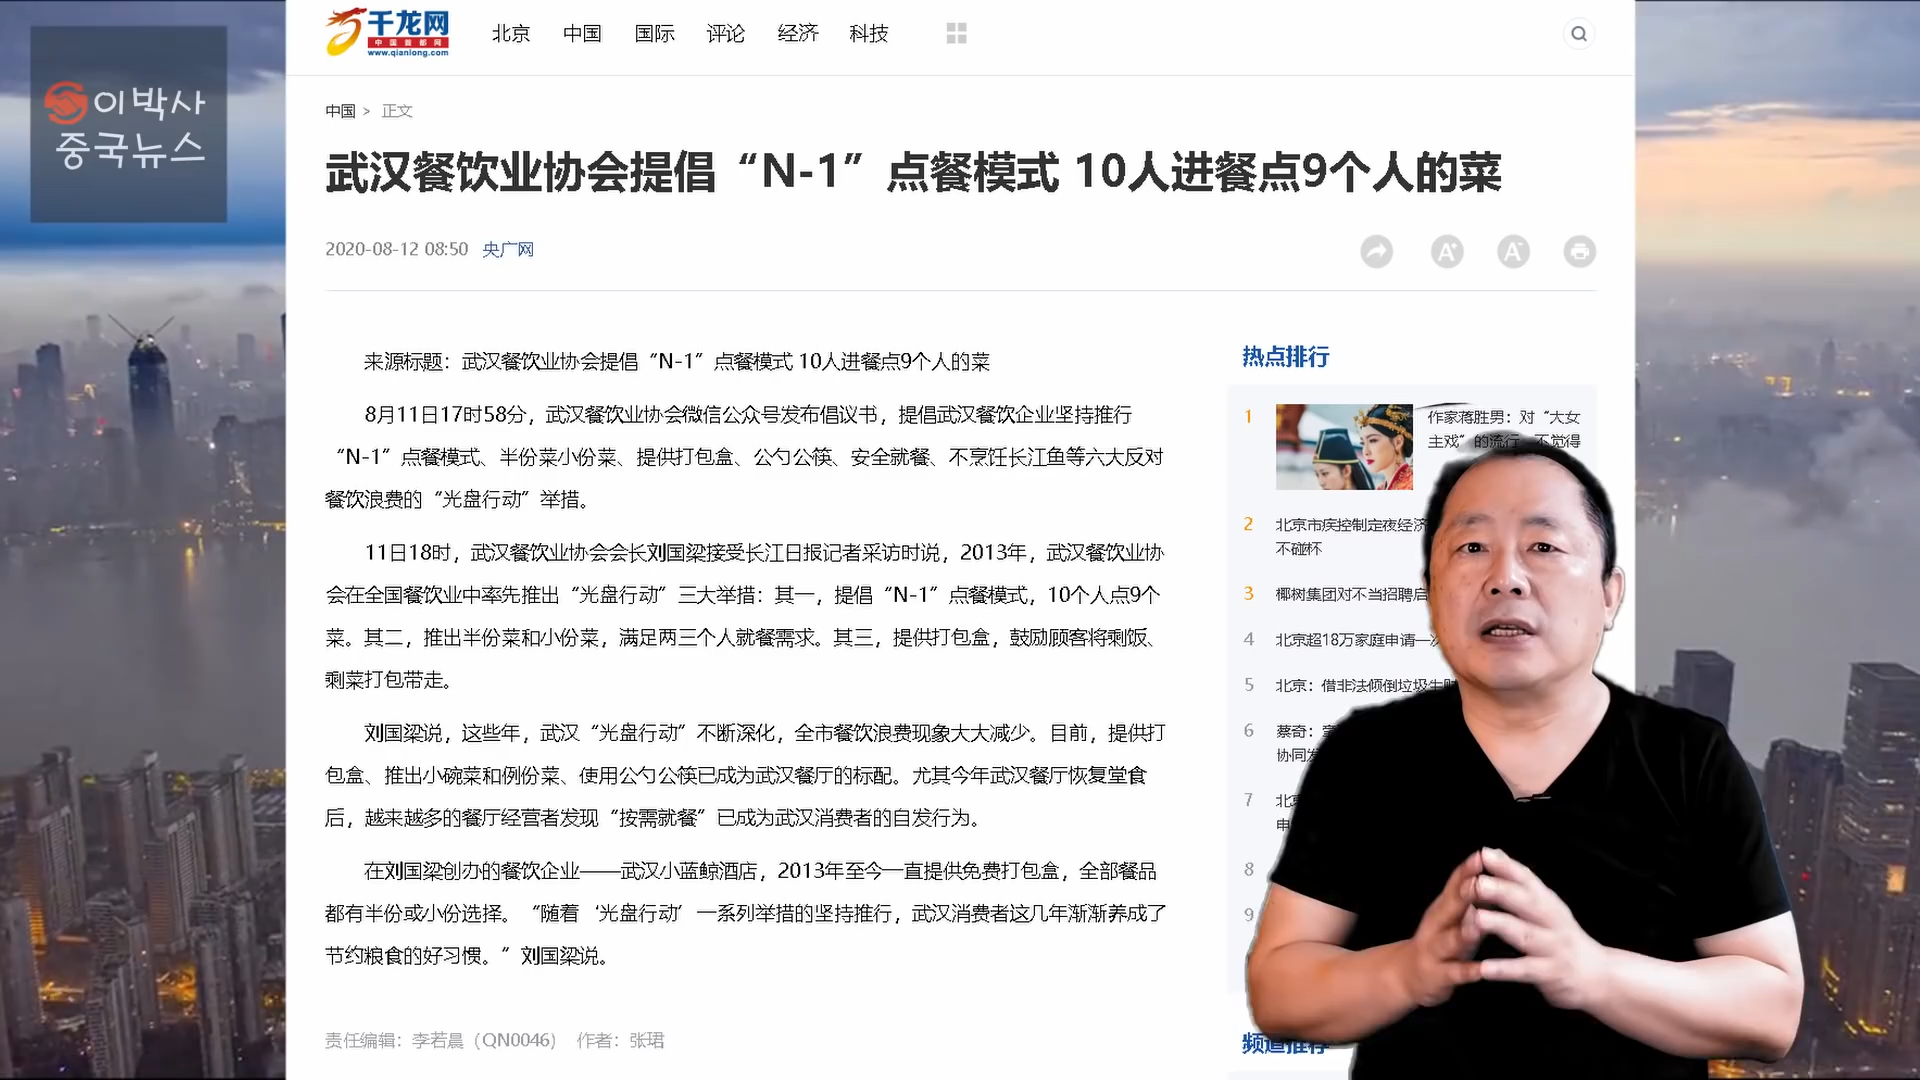 이박사
중국뉴스
千龙网
中国首都网
www.qianlong.com
北京 中国 国际 评论 经济 科技
中国 > 正文
武汉餐饮业协会提倡“N-1”点餐模式 10人进餐点9个人的菜
2020-08-12 08:50 央广网
来源标题：武汉餐饮业协会提倡“N-1”点餐模式 10人进餐点9个人的菜
8月11日17时58分，武汉餐饮业协会微信公众号发布倡议书，提倡武汉餐饮企业坚持推行
“N-1”点餐模式、半份菜小份菜、提供打包盒、公勺公筷、安全就餐、不烹饪长江鱼等六大反对
餐饮浪费的“光盘行动”举措。
11日18时，武汉餐饮业协会会长刘国梁接受长江日报记者采访时说，2013年，武汉餐饮业协
会在全国餐饮业中率先推出“光盘行动”三大举措：其一，提倡“N-1”点餐模式，10个人点9个
菜。其二，推出半份菜和小份菜，满足两三个人就餐需求。其三，提供打包盒，鼓励顾客将剩饭、
剩菜打包带走。
刘国梁说，这些年，武汉“光盘行动”不断深化，全市餐饮浪费现象大大减少。目前，提供打
包盒、推出小碗菜和例份菜、使用公勺公筷已成为武汉餐厅的标配。尤其今年武汉餐厅恢复堂食
后，越来越多的餐厅经营者发现“按需就餐”已成为武汉消费者的自发行为。
在刘国梁创办的餐饮企业——武汉小蓝鲸酒店，2013年至今一直提供免费打包盒，全部餐品
都有半份或小份选择。“随着‘光盘行动’一系列举措的坚持推行，武汉消费者这几年渐渐养成了
节约粮食的好习惯。”刘国梁说。
责任编辑：李若晨（QN0046） 作者：张珺
热点排行
1 作家蒋胜男：对“大女
主戏”的流行，不觉得
2 北京市疾控制定夜经济
不碰杯
3 椰树集团对不当招聘启
4 北京超18万家庭申请一次
5 北京：借非法倾倒垃圾生财
6 蔡奇：
协同发
7 北京
申
8
9
频道推荐